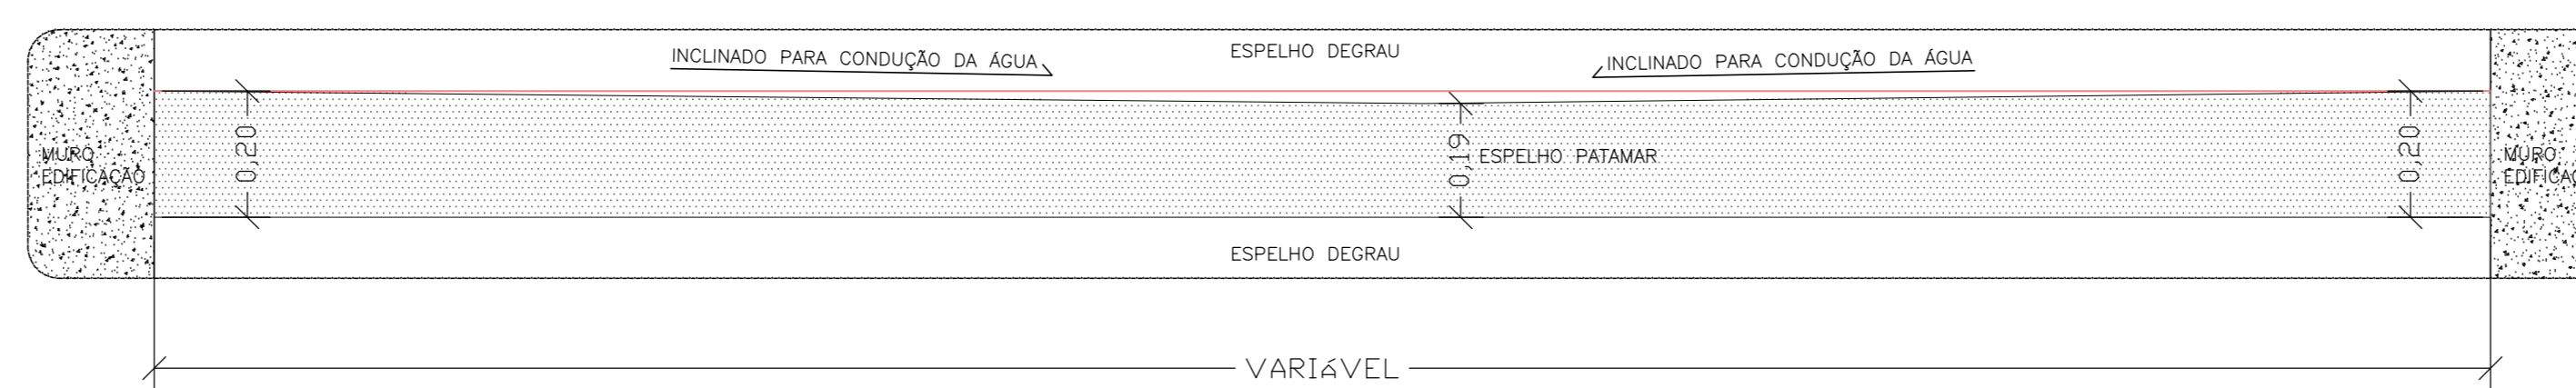 INCLINADO PARA CONDUÇÃO DA ÁGUA
ESPELHO DEGRAU
INCLINADO PARA CONDUÇÃO DA ÁGUA
MURO
EDIFICAÇÃO
0,20
0,19
ESPELHO PATAMAR
0,20
MURO
ESPELHO DEGRAU
VARIáVEL